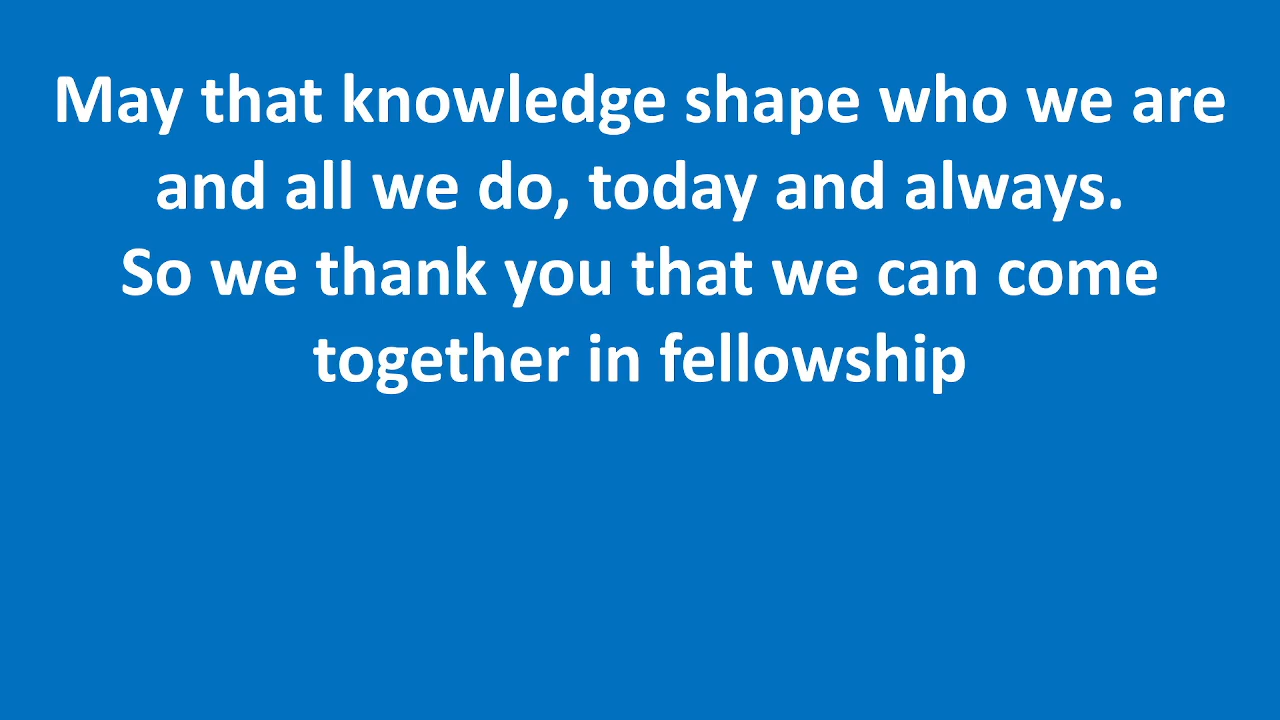 May that knowledge shape who we are
and all we do, today and always.
So we thank you that we can come
together in fellowship